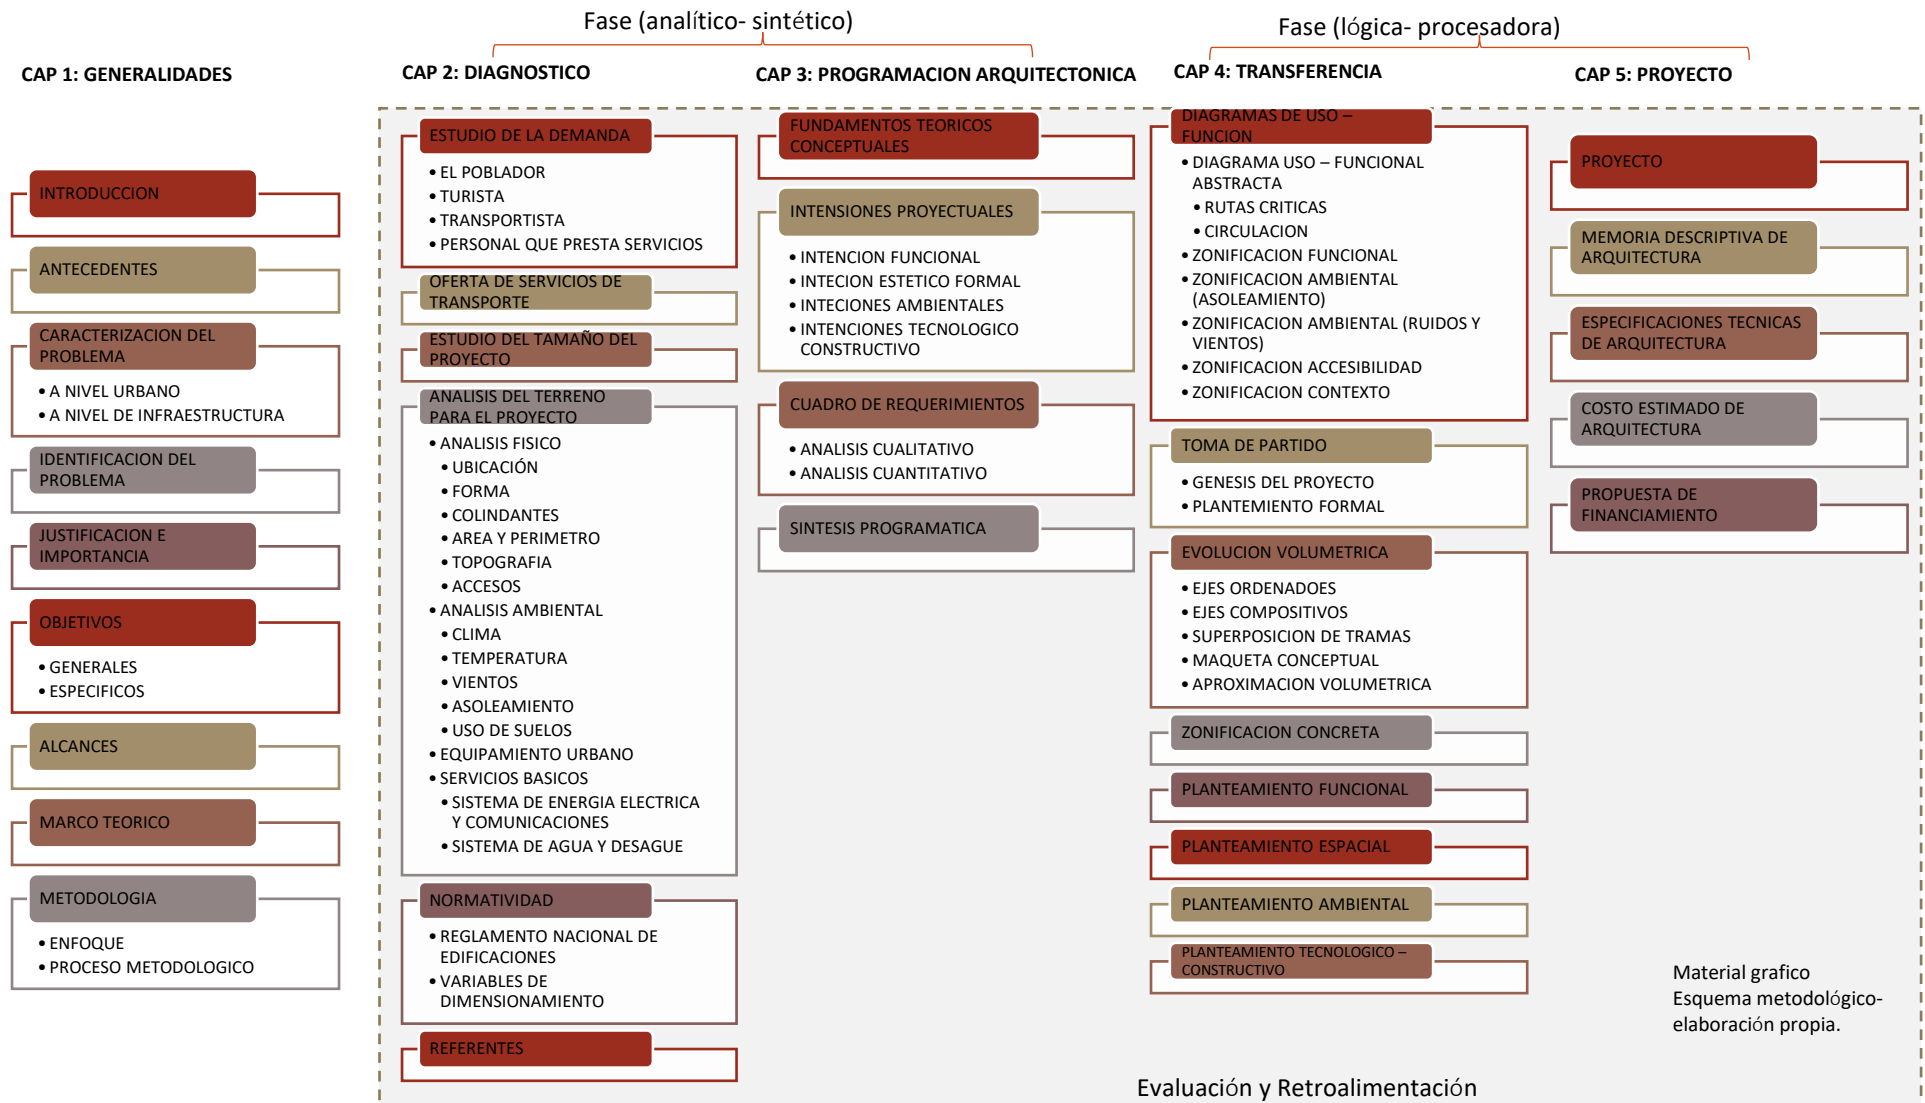 Fase (analítico- sintético)
Fase (lógica- procesadora)
CAP 1: GENERALIDADES
INTRODUCCION
ANTECEDENTES
CARACTERIZACION DEL
PROBLEMA
• A NIVEL URBANO
• A NIVEL DE INFRAESTRUCTURA
IDENTIFICACION DEL
PROBLEMA
JUSTIFICACION E
IMPORTANCIA
OBJETIVOS
• GENERALES
• ESPECIFICOS
ALCANCES
MARCO TEORICO
METODOLOGIA
• ENFOQUE
• PROCESO METODOLOGICO
CAP 2: DIAGNOSTICO
ESTUDIO DE LA DEMANDA
• EL POBLADOR
• TURISTA
• TRANSPORTISTA
• PERSONAL QUE PRESTA SERVICIOS
OFERTA DE SERVICIOS DE
TRANSPORTE
ESTUDIO DEL TAMAÑO DEL
PROYECTO
ANALISIS DEL TERRENO
PARA EL PROYECTO
• ANALISIS FISICO
• UBICACIÓN
• FORMA
• COLINDANTES
• AREA Y PERIMETRO
• TOPOGRAFIA
• ACCESOS
• ANALISIS AMBIENTAL
• CLIMA
• TEMPERATURA
• VIENTOS
• ASOLEAMIENTO
• USO DE SUELOS
• EQUIPAMIENTO URBANO
• SERVICIOS BASICOS
• SISTEMA DE ENERGIA ELECTRICA
Y COMUNICACIONES
• SISTEMA DE AGUA Y DESAGUE
NORMATIVIDAD
• REGLAMENTO NACIONAL DE
EDIFICACIONES
• VARIABLES DE
DIMENSIONAMIENTO
REFERENTES
CAP 3: PROGRAMACION ARQUITECTONICA
FUNDAMENTOS TEORICOS
CONCEPTUALES
INTENSIONES PROYECTUALES
• INTENCION FUNCIONAL
• INTECION ESTETICO FORMAL
• INTECIONES AMBIENTALES
• INTENCIONES TECNOLOGICO
CONSTRUCTIVO
CUADRO DE REQUERIMIENTOS
• ANALISIS CUALITATIVO
• ANALISIS CUANTITATIVO
SINTESIS PROGRAMATICA
CAP 4: TRANSFERENCIA
DIAGRAMAS DE USO –
FUNCION
• DIAGRAMA USO – FUNCIONAL
ABSTRACTA
• RUTAS CRITICAS
• CIRCULACION
• ZONIFICACION FUNCIONAL
• ZONIFICACION AMBIENTAL
(ASOLEAMIENTO)
• ZONIFICACION AMBIENTAL (RUIDOS Y
VIENTOS)
• ZONIFICACION ACCESIBILIDAD
• ZONIFICACION CONTEXTO
TOMA DE PARTIDO
• GENESIS DEL PROYECTO
• PLANTEMIENTO FORMAL
EVOLUCION VOLUMETRICA
• EJES ORDENADOES
• EJES COMPOSITIVOS
• SUPERPOSICION DE TRAMAS
• MAQUETA CONCEPTUAL
• APROXIMACION VOLUMETRICA
ZONIFICACION CONCRETA
PLANTEAMIENTO FUNCIONAL
PLANTEAMIENTO ESPACIAL
PLANTEAMIENTO AMBIENTAL
PLANTEAMIENTO TECNOLOGICO –
CONSTRUCTIVO
CAP 5: PROYECTO
PROYECTO
MEMORIA DESCRIPTIVA DE
ARQUITECTURA
ESPECIFICACIONES TECNICAS
DE ARQUITECTURA
COSTO ESTIMADO DE
ARQUITECTURA
PROPUESTA DE
FINANCIAMIENTO
Material grafico
Esquema metodológico-
elaboración propia.
Evaluación y Retroalimentación